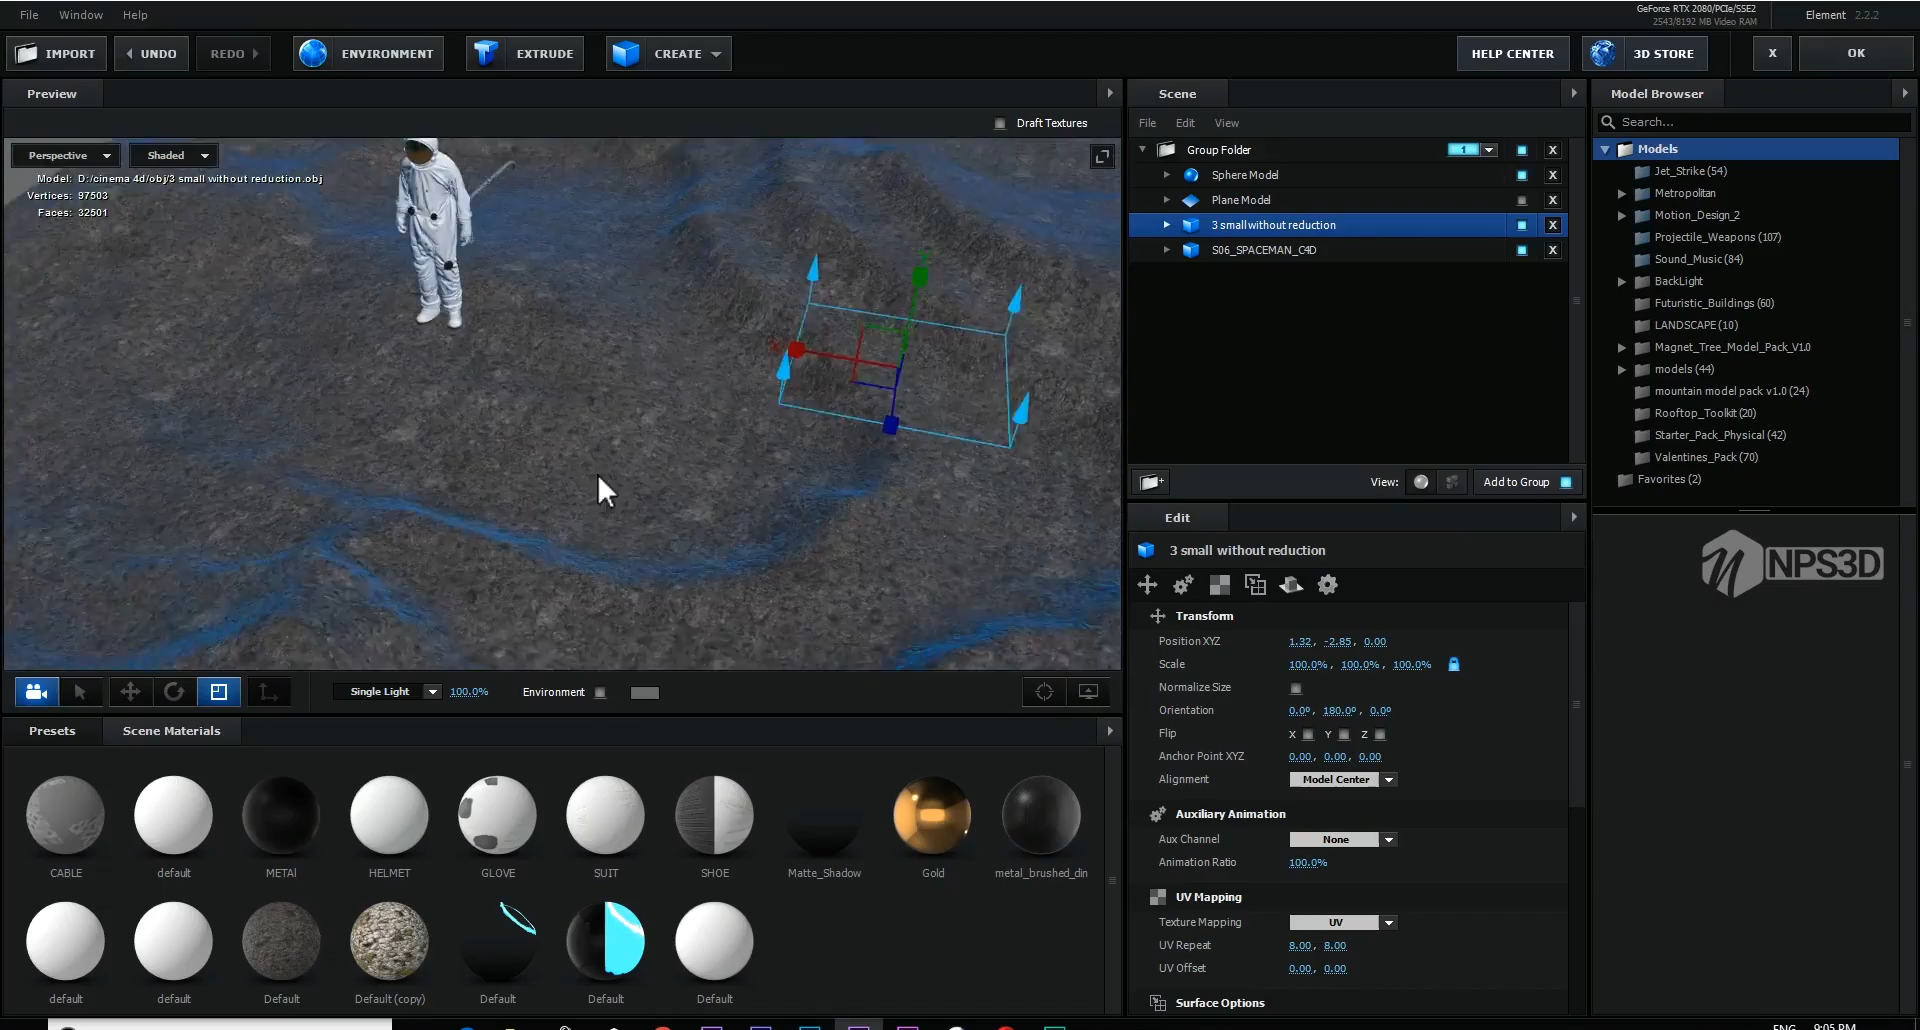 File Window Help
GeForce RTX 2080/PCIe/SSE2
2543/8192 MB Video RAM
Element 2.2.2
IMPORT UNDO REDO ENVIRONMENT EXTRUDE CREATE HELP CENTER 3D STORE X OK
Preview
Draft Textures
Perspective Shaded
Model: D:/cinema 4d/obj/3 small without reduction.obj
Vertices: 97503
Faces: 32501
Single Light 100.0% Environment
Presets Scene Materials
CABLE default METAl HELMET GLOVE SUIT SHOE Matte_Shadow Gold metal_brushed_din
default default Default Default (copy) Default Default Default
Scene
File Edit View
Group Folder 1 X
Sphere Model X
Plane Model X
3 small without reduction X
S06_SPACEMAN_C4D X
View: Add to Group
Edit
3 small without reduction
Transform
Position XYZ 1.32, -2.85, 0.00
Scale 100.0%, 100.0%, 100.0%
Normalize Size
Orientation 0.0º, 180.0º, 0.0º
Flip X Y Z
Anchor Point XYZ 0.00, 0.00, 0.00
Alignment Model Center
Auxiliary Animation
Aux Channel None
Animation Ratio 100.0%
UV Mapping
Texture Mapping UV
UV Repeat 8.00, 8.00
UV Offset 0.00, 0.00
Surface Options
Model Browser
Search...
Models
Jet_Strike (54)
Metropolitan
Motion_Design_2
Projectile_Weapons (107)
Sound_Music (84)
BackLight
Futuristic_Buildings (60)
LANDSCAPE (10)
Magnet_Tree_Model_Pack_V1.0
models (44)
mountain model pack v1.0 (24)
Rooftop_Toolkit (20)
Starter_Pack_Physical (42)
Valentines_Pack (70)
Favorites (2)
NPS3D
ENG 9:05 PM